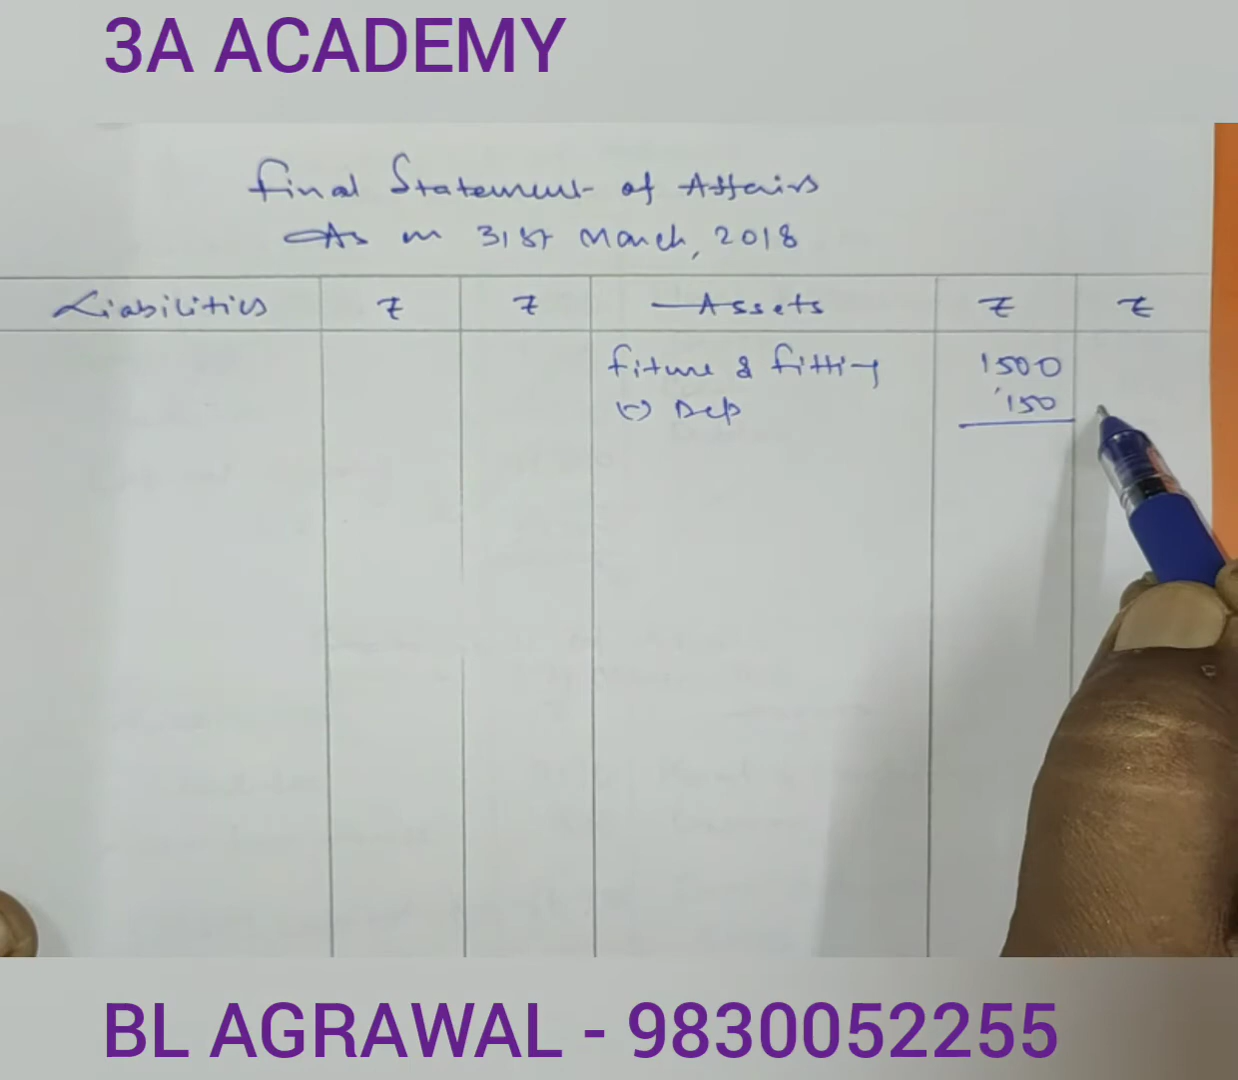 3A ACADEMY
Final Statement of Affairs
As on 31st March, 2018
Liabilities ₹ ₹ Assets ₹ ₹
Fixture & Fitting 1500
(-) Dep 150
BL AGRAWAL - 9830052255